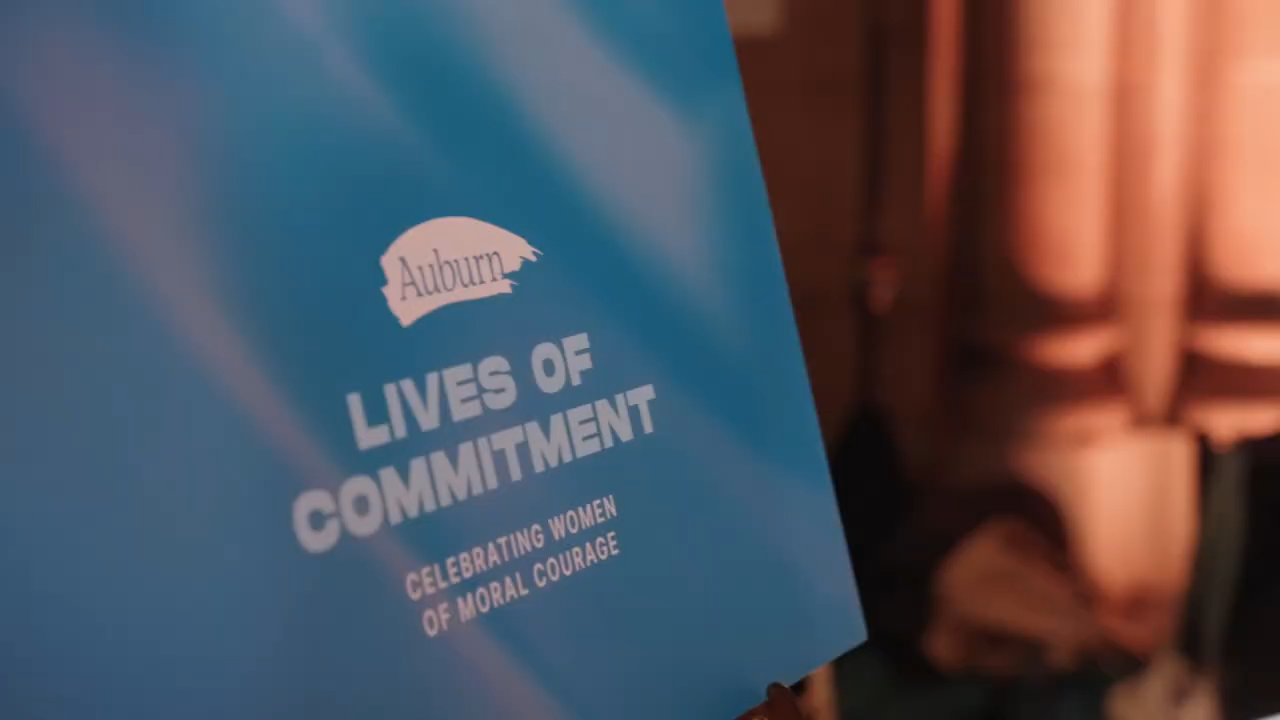 Auburn
LIVES OF
COMMITMENT
CELEBRATING WOMEN
OF MORAL COURAGE